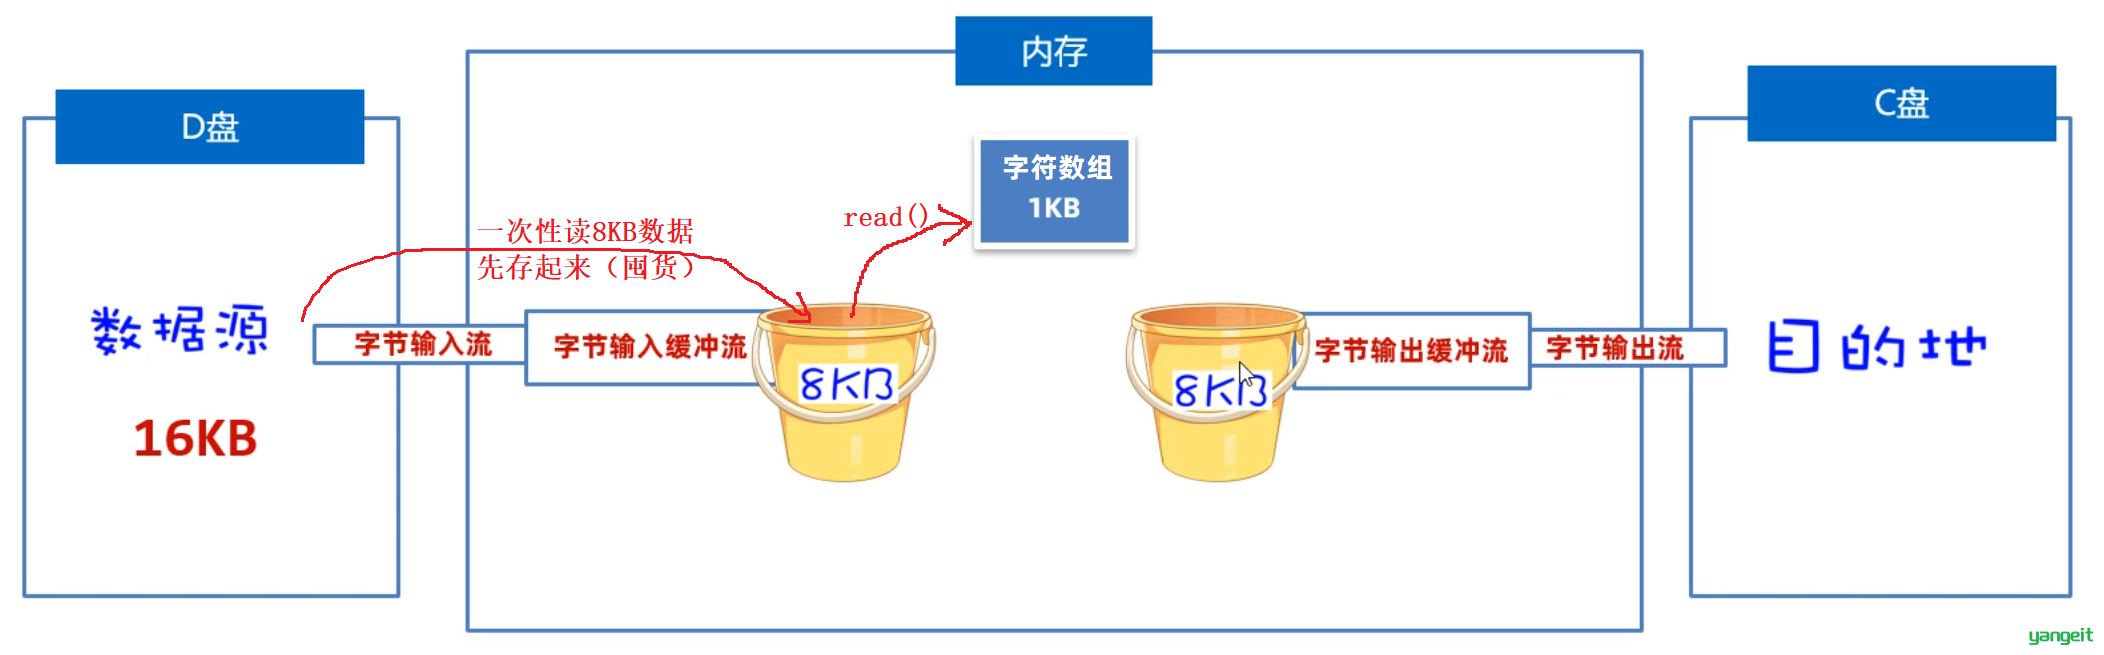 内存
D盘
C盘
字符数组
1KB
一次性读8KB数据
先存起来（囤货）
read()
数据源
字节输入流
字节输入缓冲流
8KB
8KB
字节输出缓冲流
字节输出流
目的地
16KB
yangeit